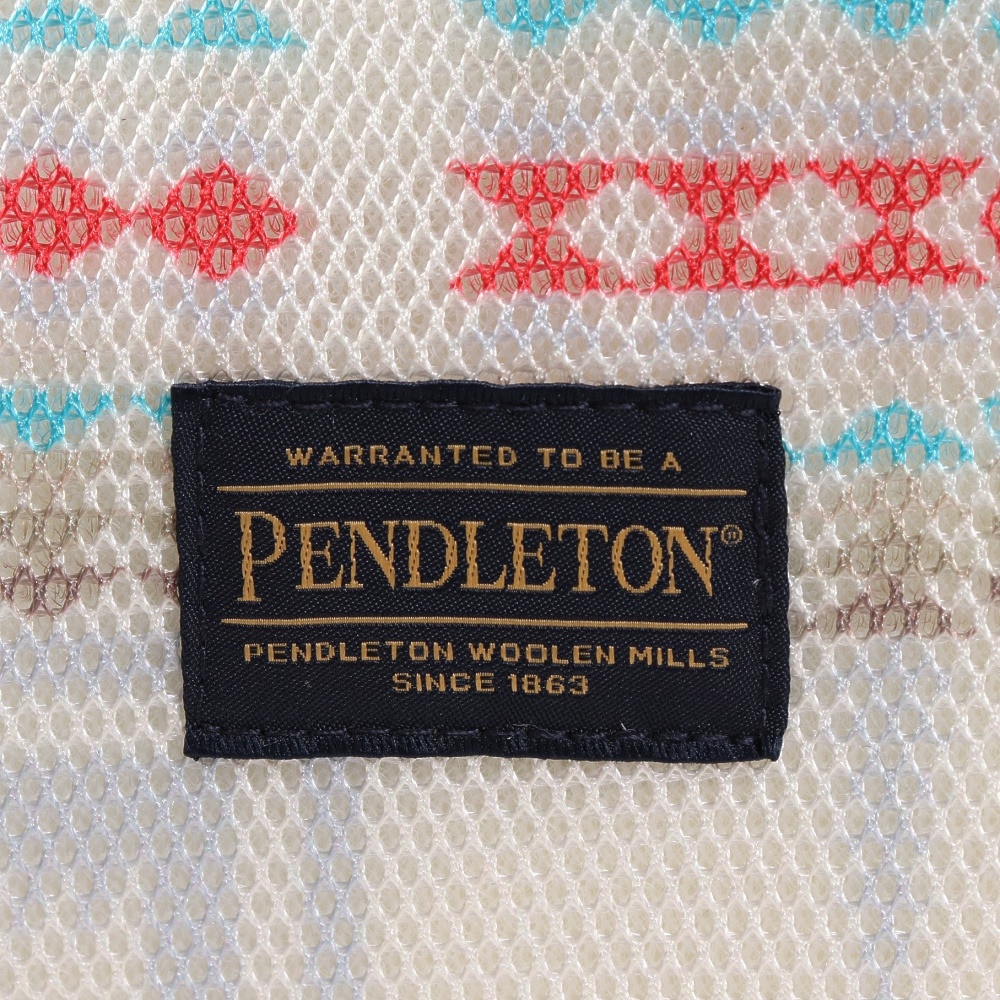 WARRANTED TO BE A
PENDLETON®
PENDLETON WOOLEN MILLS
SINCE 1863